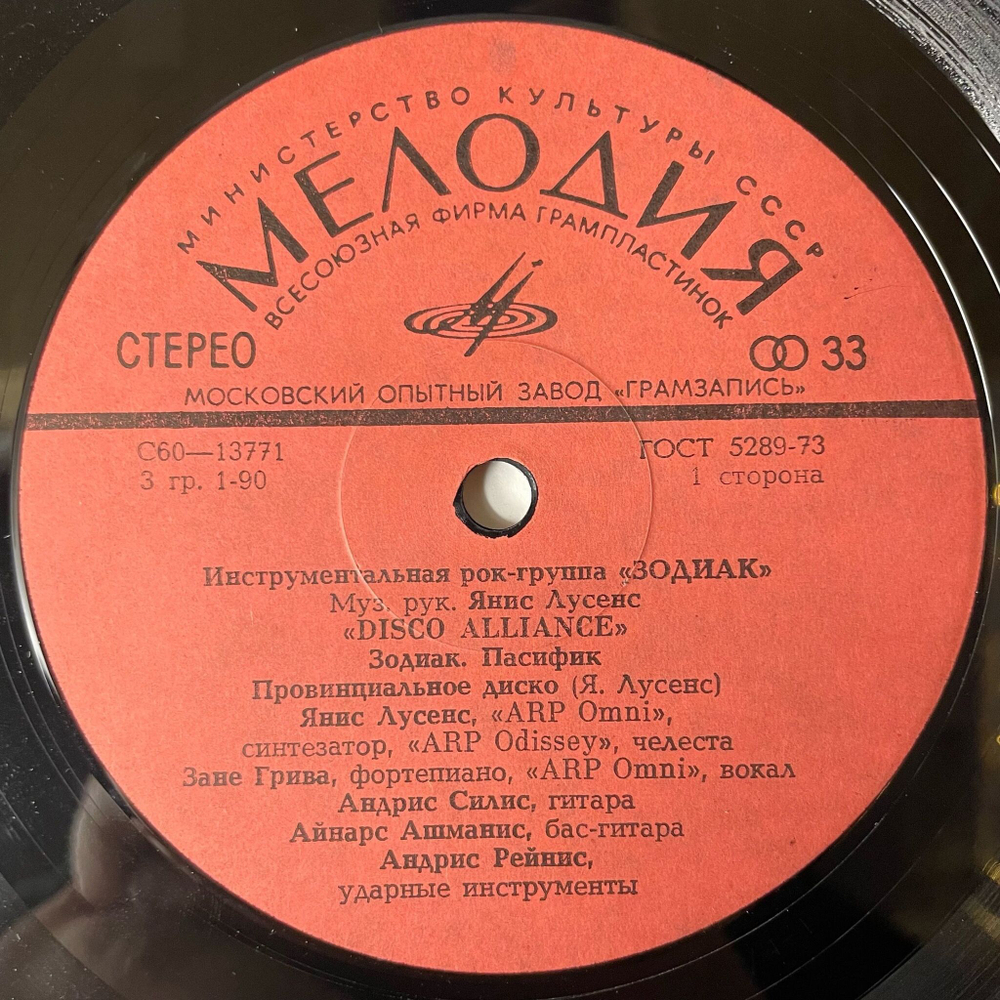 МИНИСТЕРСТВО КУЛЬТУРЫ СССР
МЕЛОДИЯ
ВСЕСОЮЗНАЯ ФИРМА ГРАМПЛАСТИНОК
СТЕРЕО
33
МОСКОВСКИЙ ОПЫТНЫЙ ЗАВОД «ГРАМЗАПИСЬ»
С60—13771
ГОСТ 5289-73
3 гр. 1-90
1 сторона
Инструментальная рок-группа «ЗОДИАК»
Муз. рук. Янис Лусенс
«DISCO ALLIANCE»
Зодиак. Пасифик
Провинциальное диско (Я. Лусенс)
Янис Лусенс, «ARP Omni»,
синтезатор, «ARP Odissey», челеста
Зане Грива, фортепиано, «ARP Omni», вокал
Андрис Силис, гитара
Айнарс Ашманис, бас-гитара
Андрис Рейнис,
ударные инструменты